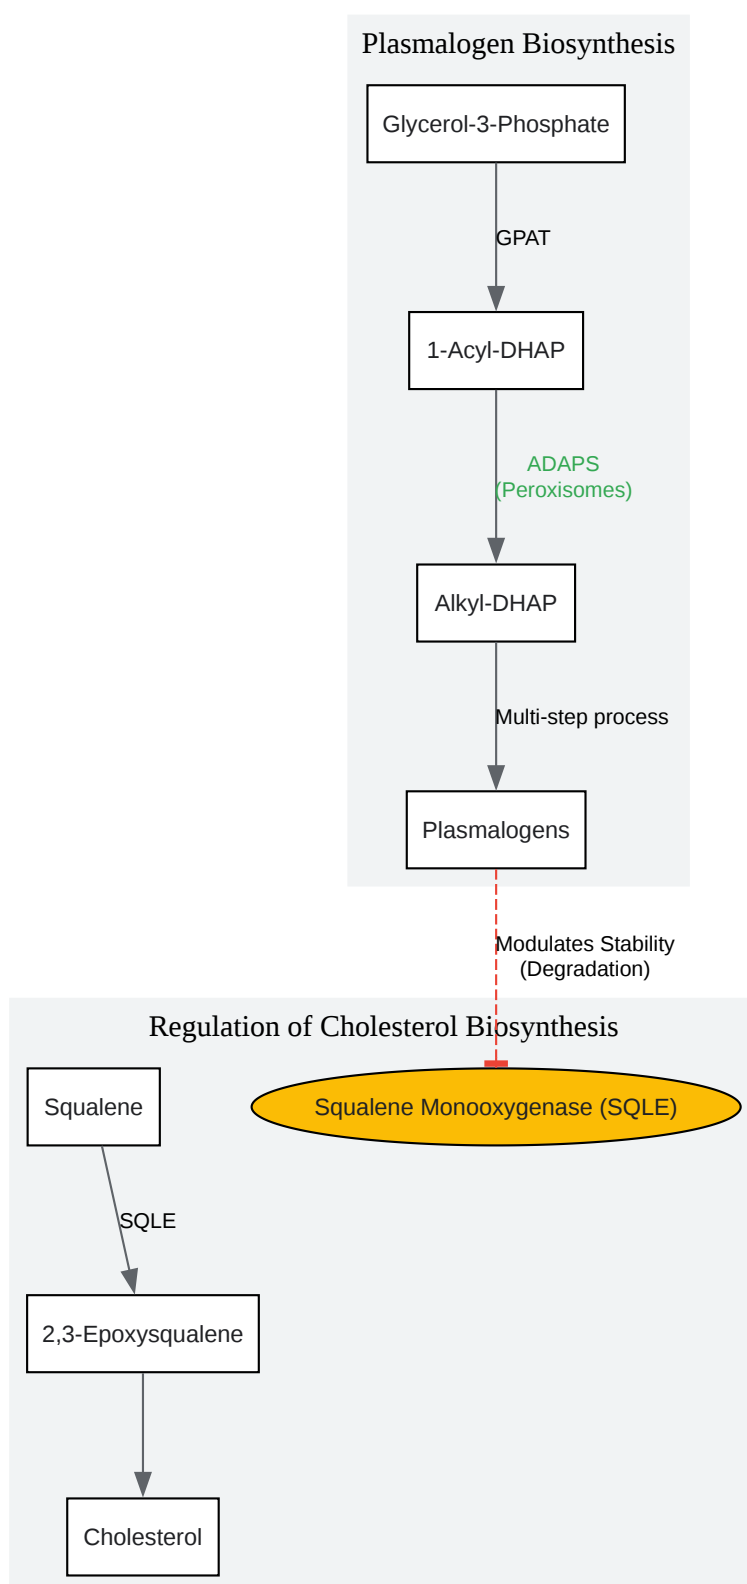 Plasmalogen Biosynthesis
Glycerol-3-Phosphate
GPAT
1-Acyl-DHAP
ADAPS
(Peroxisomes)
Alkyl-DHAP
Multi-step process
Plasmalogens
Modulates Stability
(Degradation)
Regulation of Cholesterol Biosynthesis
Squalene
Squalene Monooxygenase (SQLE)
SQLE
2,3-Epoxysqualene
Cholesterol